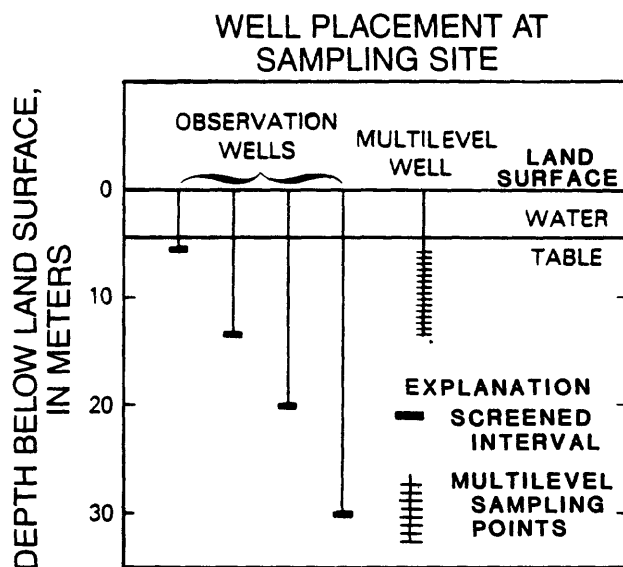 WELL PLACEMENT AT
SAMPLING SITE
DEPTH BELOW LAND SURFACE,
IN METERS
OBSERVATION
WELLS
MULTILEVEL
WELL
LAND
SURFACE
0
WATER
TABLE
10
20
30
EXPLANATION
SCREENED
INTERVAL
MULTILEVEL
SAMPLING
POINTS